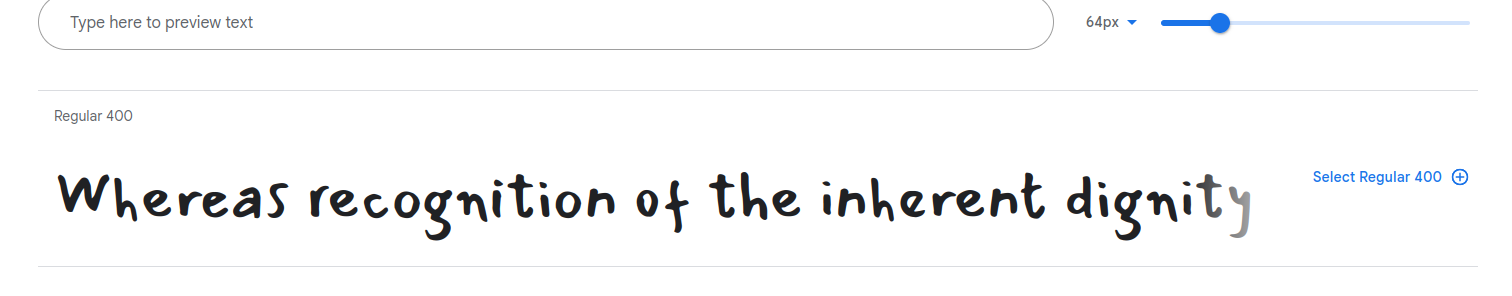 Type here to preview text 64px
Regular 400
Whereas recognition of the inherent dignity Select Regular 400